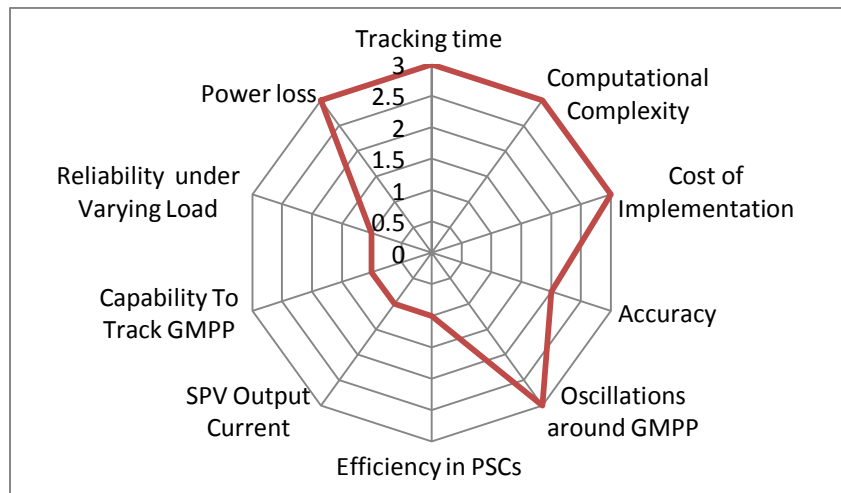 Tracking time
Computational
Complexity
Cost of
Implementation
Accuracy
Oscillations
around GMPP
Efficiency in PSCs
SPV Output
Current
Capability To
Track GMPP
Reliability under
Varying Load
Power loss
3
2.5
2
1.5
1
0.5
0